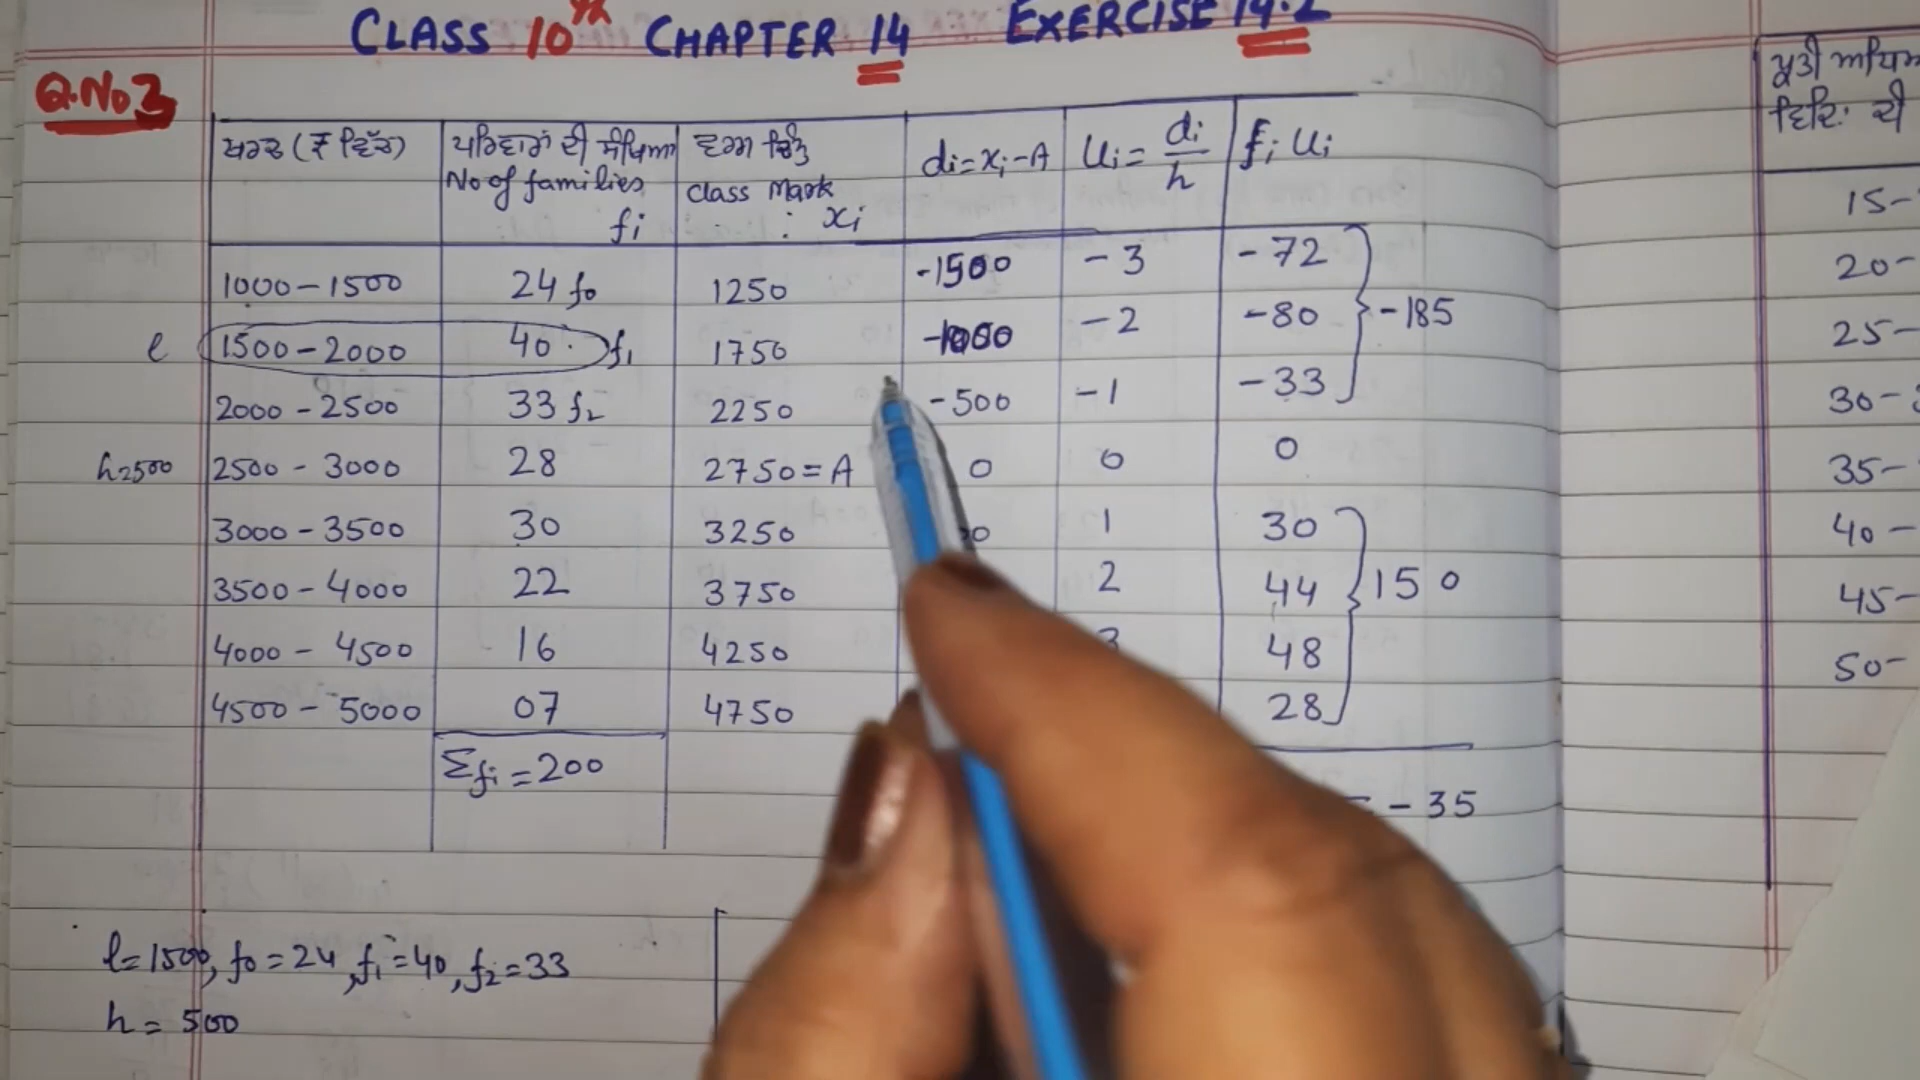 CLASS 10th CHAPTER 14 EXERCISE 14.2
Q.No 3
ਖਰਚ (₹ ਵਿੱਚ) ਪਰਿਵਾਰਾਂ ਦੀ ਸੰਖਿਆ No of families fi ਵਰਗ ਚਿੰਨ੍ਹ class Mark xi di=xi-A ui=di/h fi ui
1000-1500 24 f0 1250 -1500 -3 -72
l 1500-2000 40 f1 1750 -1000 -2 -80 -185
2000-2500 33 f2 2250 -500 -1 -33
h=500 2500-3000 28 2750=A 0 0 0
3000-3500 30 3250 1 30
3500-4000 22 3750 2 44 150
4000-4500 16 4250 3 48
4500-5000 07 4750 28
Σfi=200
-35
l=1500, f0=24, f1=40, f2=33
h=500
ਪ੍ਰਤੀ
ਦੀ
15-
20-
25-
30-
35-
40-
45-
50-